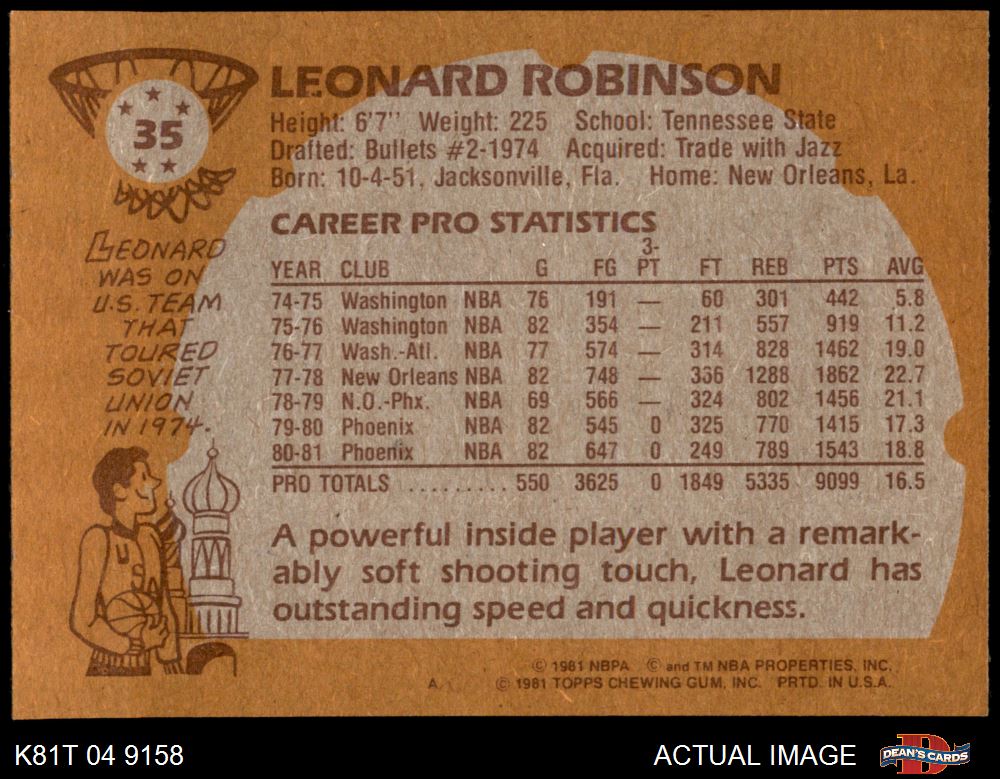 35
LEONARD ROBINSON
Height: 6'7" Weight: 225 School: Tennessee State
Drafted: Bullets #2-1974 Acquired: Trade with Jazz
Born: 10-4-51, Jacksonville, Fla. Home: New Orleans, La.
LEONARD
WAS ON
U.S. TEAM
THAT
TOURED
SOVIET
UNION
IN 1974.
U
A
CAREER PRO STATISTICS
YEAR CLUB G FG 3-PT FT REB PTS AVG
74-75 Washington NBA 76 191 — 60 301 442 5.8
75-76 Washington NBA 82 354 — 211 557 919 11.2
76-77 Wash.-Atl. NBA 77 574 — 314 828 1462 19.0
77-78 New Orleans NBA 82 748 — 366 1288 1862 22.7
78-79 N.O.-Phx. NBA 69 566 — 324 802 1456 21.1
79-80 Phoenix NBA 82 545 0 325 770 1415 17.3
80-81 Phoenix NBA 82 647 0 249 789 1543 18.8
PRO TOTALS .......... 550 3625 0 1849 5335 9099 16.5
A powerful inside player with a remark-
ably soft shooting touch, Leonard has
outstanding speed and quickness.
© 1981 NBPA © and TM NBA PROPERTIES, INC.
A. © 1981 TOPPS CHEWING GUM, INC. PRTD. IN U.S.A.
K81T 04 9158
ACTUAL IMAGE
DEAN'S CARDS